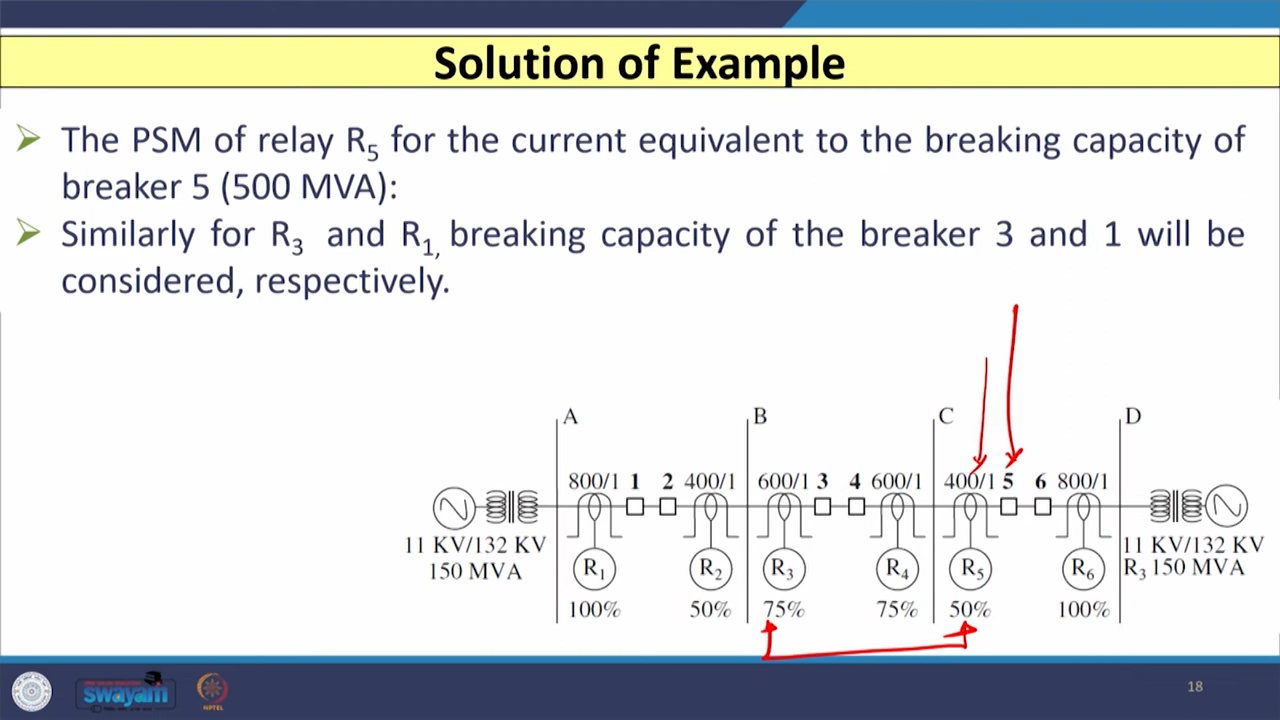 Solution of Example
The PSM of relay R5 for the current equivalent to the breaking capacity of
breaker 5 (500 MVA):
Similarly for R3 and R1, breaking capacity of the breaker 3 and 1 will be
considered, respectively.
A B C D
800/1 1 2 400/1 600/1 3 4 600/1 400/1 5 6 800/1
11 KV/132 KV 11 KV/132 KV
150 MVA R1 R2 R3 R4 R5 R6 R3 150 MVA
100% 50% 75% 75% 50% 100%
swayam NPTEL 18